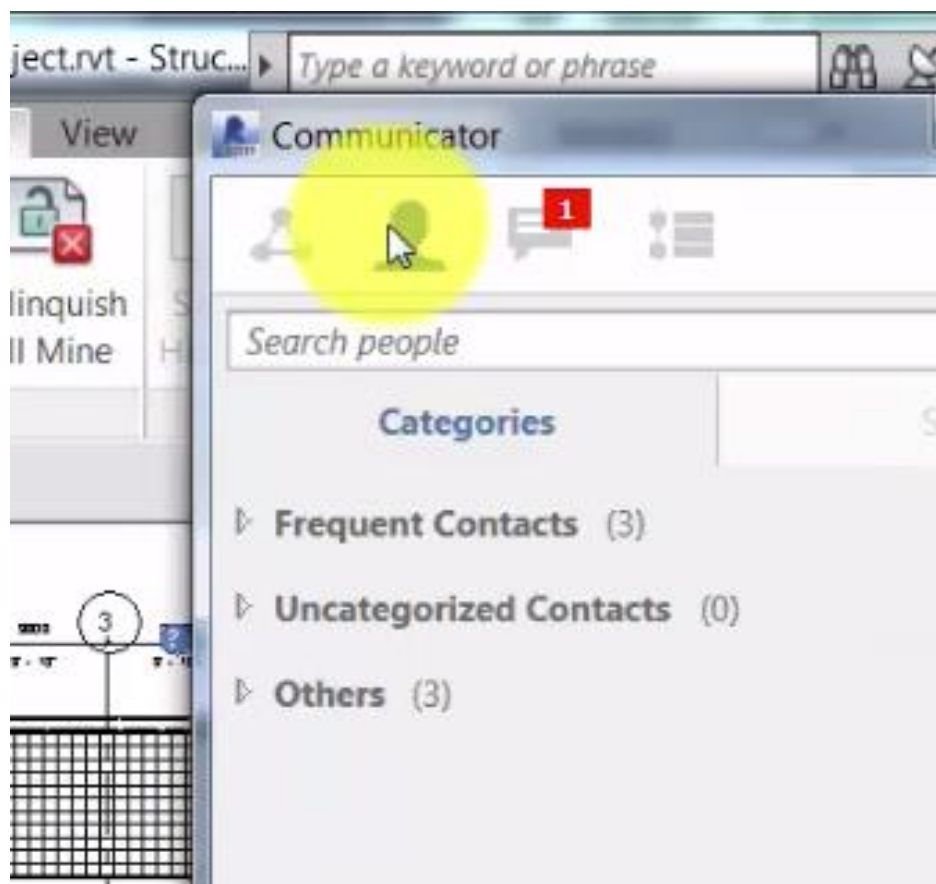 ject.rvt - Struc...
Type a keyword or phrase
View
Communicator
1
linquish
ll Mine
S
H
Search people
Categories
S
Frequent Contacts (3)
Uncategorized Contacts (0)
Others (3)
3
?